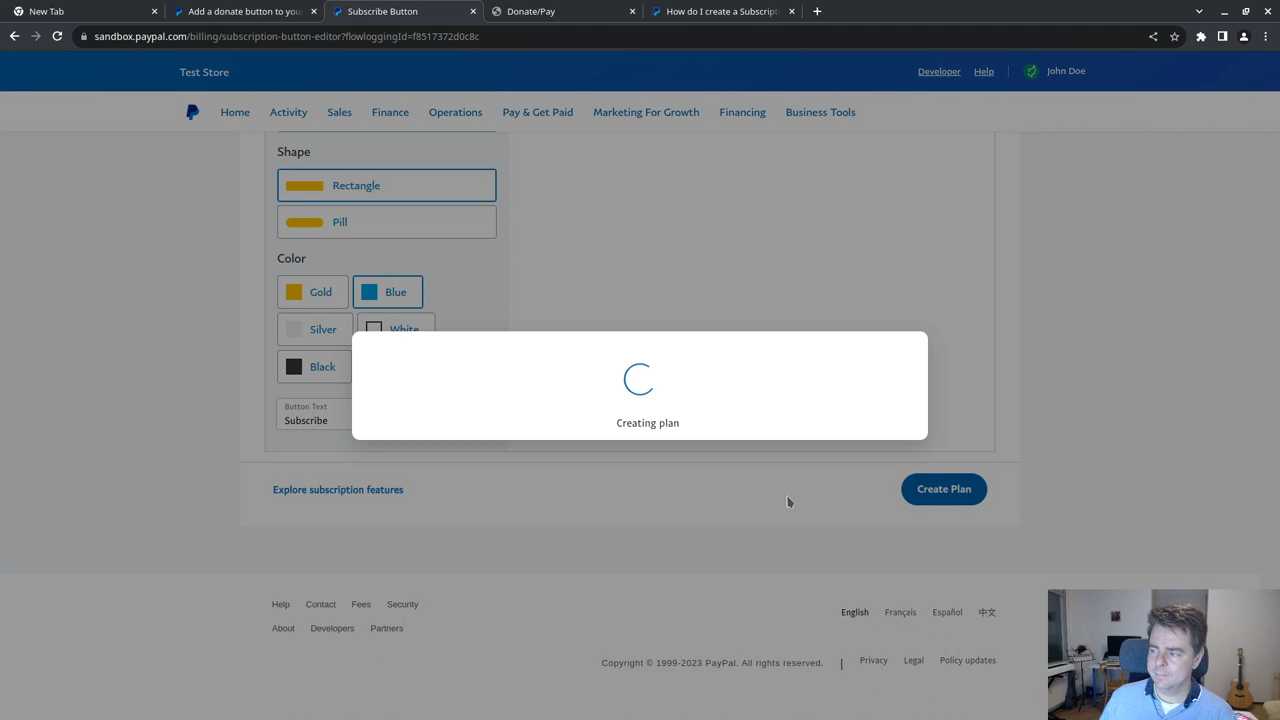 New Tab
Add a donate button to you
Subscribe Button
Donate/Pay
How do I create a Subscripti
sandbox.paypal.com/billing/subscription-button-editor?flowloggingId=f8517372d0c8c
Test Store
Developer
Help
John Doe
Home
Activity
Sales
Finance
Operations
Pay & Get Paid
Marketing For Growth
Financing
Business Tools
Shape
Rectangle
Pill
Color
Gold
Blue
Silver
White
Black
Button Text
Subscribe
Creating plan
Explore subscription features
Create Plan
Help
Contact
Fees
Security
English
Français
Español
中文
About
Developers
Partners
Copyright © 1999-2023 PayPal. All rights reserved.
|
Privacy
Legal
Policy updates